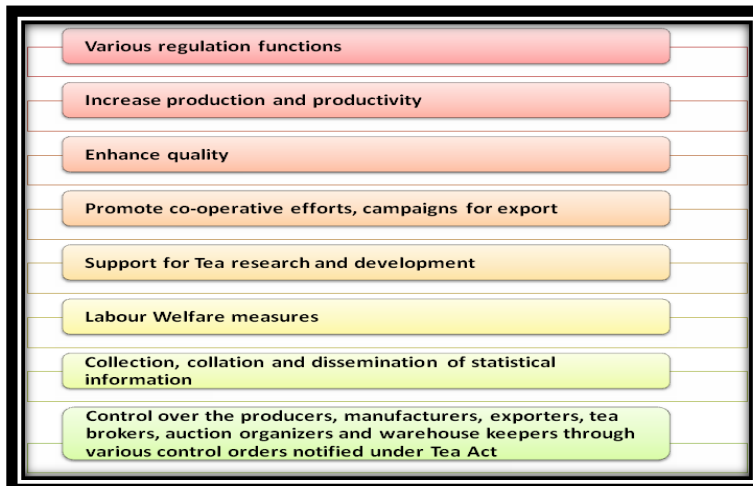 Various regulation functions
Increase production and productivity
Enhance quality
Promote co-operative efforts, campaigns for export
Support for Tea research and development
Labour Welfare measures
Collection, collation and dissemination of statistical
information
Control over the producers, manufacturers, exporters, tea
brokers, auction organizers and warehouse keepers through
various control orders notified under Tea Act